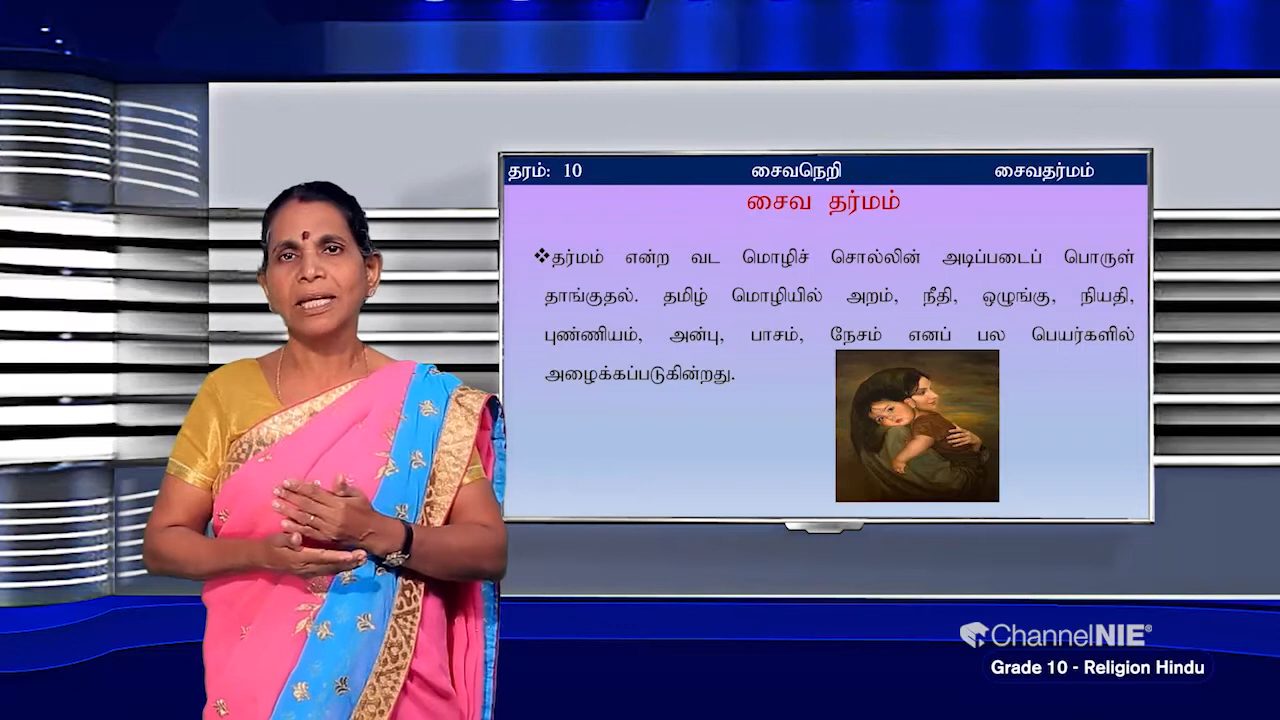 தரம்: 10 சைவநெறி சைவதர்மம்
சைவ தர்மம்
❖தர்மம் என்ற வட மொழிச் சொல்லின் அடிப்படைப் பொருள்
தாங்குதல். தமிழ் மொழியில் அறம், நீதி, ஒழுங்கு, நியதி,
புண்ணியம், அன்பு, பாசம், நேசம் எனப் பல பெயர்களில்
அழைக்கப்படுகின்றது.
ChannelNIE®
Grade 10 - Religion Hindu